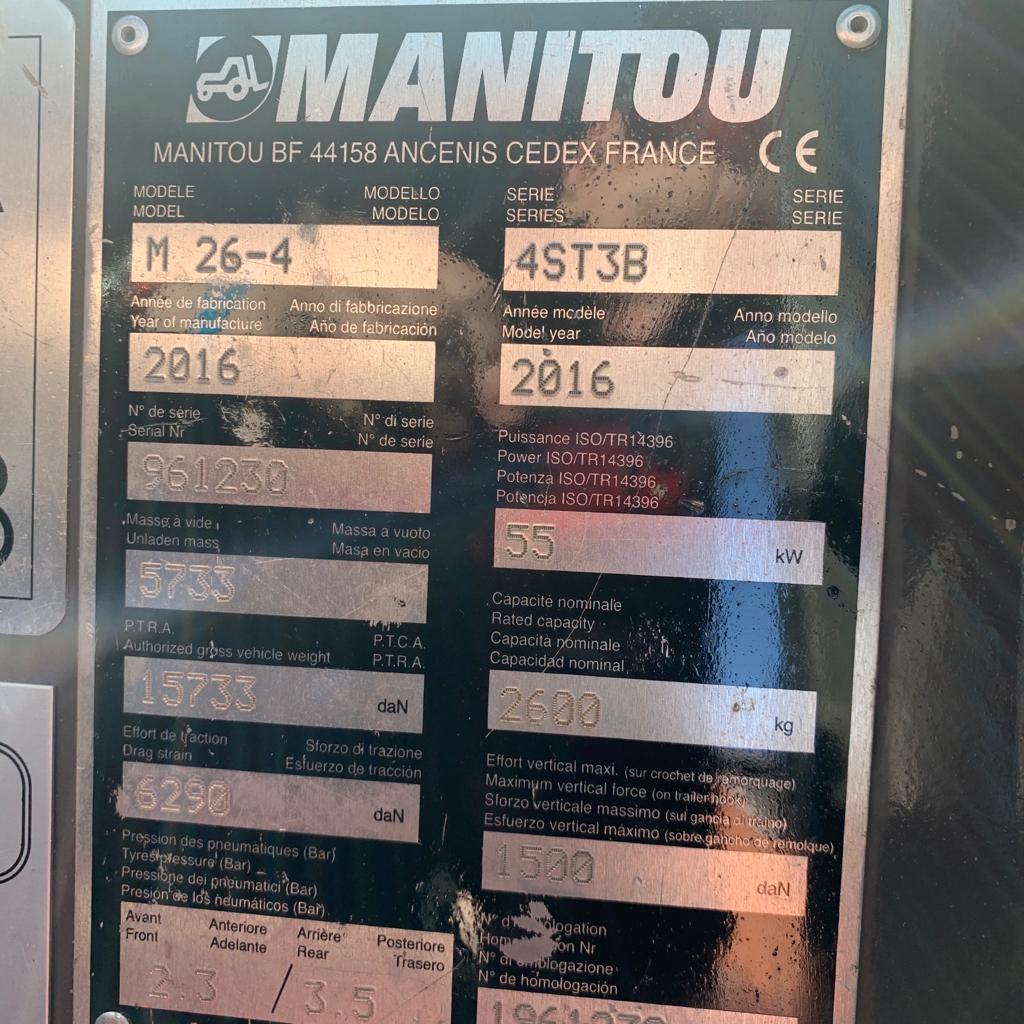 MANITOU
MANITOU BF 44158 ANCENIS CEDEX FRANCE CE
MODELE MODELLO
MODEL MODELO
M 26-4
SERIE SERIE
SERIES SERIE
4ST3B
Année de fabrication Anno di fabbricazione
Year of manufacture Año de fabricación
2016
Année modèle Anno modello
Model year Año modelo
2016
N° de série N° di serie
Serial Nr N° de serie
961230
Puissance ISO/TR14396
Power ISO/TR14396
Potenza ISO/TR14396
Potencia ISO/TR14396
55 kW
Masse à vide Massa a vuoto
Unladen mass Masa en vacio
5733
Capacité nominale
Rated capacity
Capacità nominale
Capacidad nominal
2600 kg
P.T.R.A. P.T.C.A.
Authorized gross vehicle weight P.T.R.A.
15733 daN
Effort de traction Sforzo di trazione
Drag strain Esfuerzo de tracción
6290 daN
Effort vertical maxi. (sur crochet de remorquage)
Maximum vertical force (on trailer hook)
Sforzo verticale massimo (sul gancia di traino)
Esfuerzo vertical máximo (sobre gancho de remolque)
1500 daN
Pression des pneumatiques (Bar)
Tyres pressure (Bar)
Pressione dei pneumatici (Bar)
Presión de los neumáticos (Bar)
Avant Anteriore Arrière Posteriore
Front Adelante Rear Trasero
2.3 / 3.5
N° d'homologation
Homologation Nr
N° di omologazione
N° de homologación